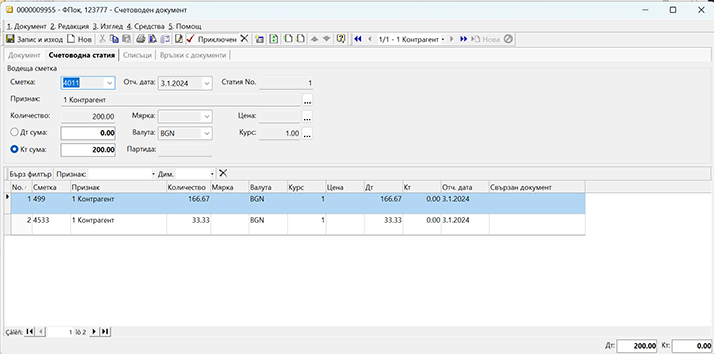 0000009955 - ФПок, 123777 - Счетоводен документ
1. Документ 2. Редакция 3. Изглед 4. Средства 5. Помощ
Запис и изход Нов Приключен 1/1 - 1 Контрагент Нова
Документ Счетоводна статия Списъци Връзки с документи
Водеща сметка
Сметка: 4011 Отч. дата: 3.1.2024 Статия No. 1
Признак: 1 Контрагент ...
Количество: 200.00 Мярка: Цена: ...
Дт сума: 0.00 Валута: BGN Курс: 1.00 ...
Кт сума: 200.00 Партида:
Бърз филтър Признак: Дим.
No. Сметка Признак Количество Мярка Валута Курс Цена Дт Кт Отч. дата Свързан документ
1 499 1 Контрагент 166.67 BGN 1 166.67 0.00 3.1.2024
2 4533 1 Контрагент 33.33 BGN 1 33.33 0.00 3.1.2024
Çàïèñ: 1 îò 2
Дт: 200.00 Кт: 0.00